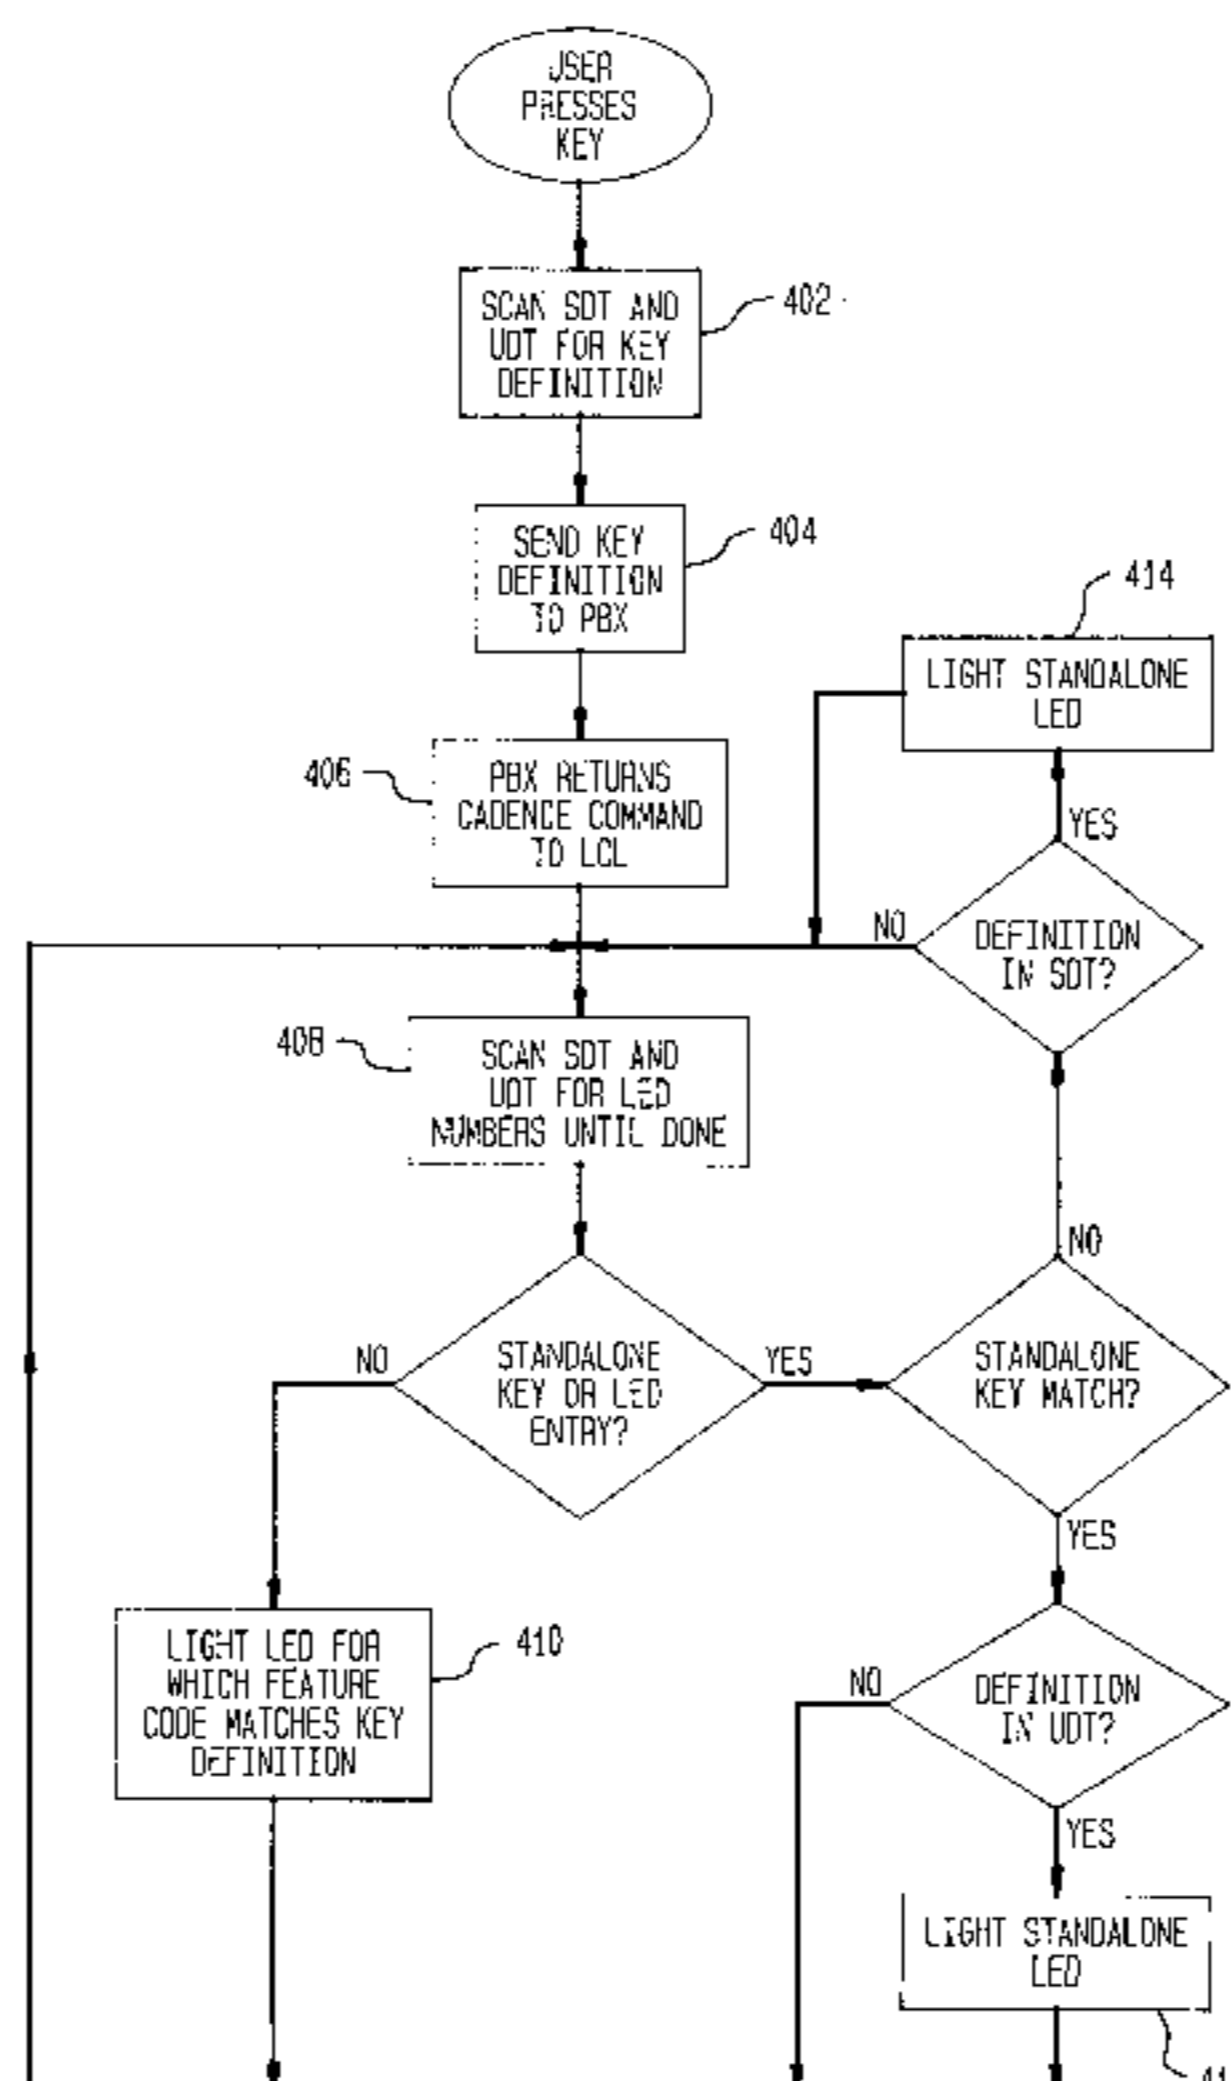 USER
PRESSES
KEY
SCAN SDT AND
UDT FOR KEY
DEFINITION
402
SEND KEY
DEFINITION
TO PBX
404
414
LIGHT STANDALONE
LED
406
PBX RETURNS
CADENCE COMMAND
TO LCL
YES
NO
DEFINITION
IN SDT?
408
SCAN SDT AND
UDT FOR LED
NUMBERS UNTIL DONE
NO
NO
STANDALONE
KEY OR LED
ENTRY?
YES
STANDALONE
KEY MATCH?
YES
LIGHT LED FOR
WHICH FEATURE
CODE MATCHES KEY
DEFINITION
410
NO
DEFINITION
IN UDT?
YES
LIGHT STANDALONE
LED